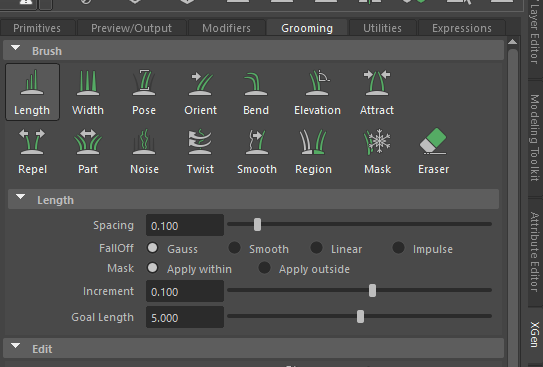 Primitives Preview/Output Modifiers Grooming Utilities Expressions
Brush
Length Width Pose Orient Bend Elevation Attract
Repel Part Noise Twist Smooth Region Mask Eraser
Length
Spacing 0.100
FallOff Gauss Smooth Linear Impulse
Mask Apply within Apply outside
Increment 0.100
Goal Length 5.000
Edit
Layer Editor
Modeling Toolkit
Attribute Editor
XGen